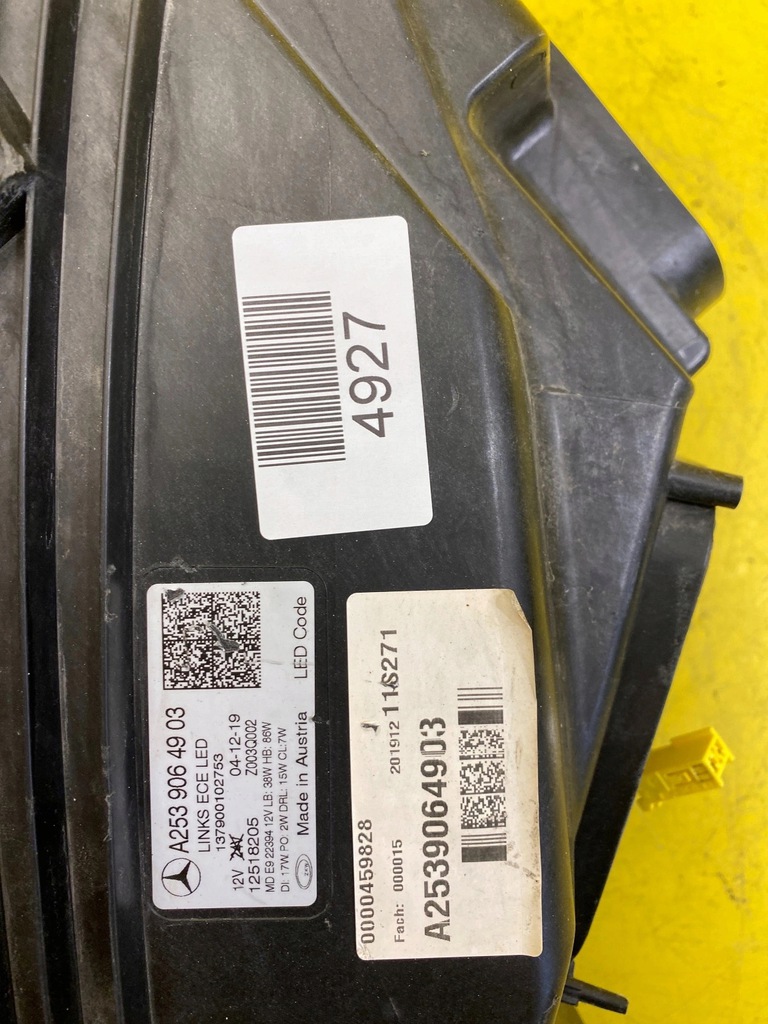 4927
A253 906 49 03
LINKS ECE LED
137900102753
12V 24V 04-12-19
12518205 Z003Q002
MD E9 22394 12V LB: 38W HB: 86W
DI: 17W PO: 2W DRL: 15W CL:7W
Made in Austria LED Code
0000459828
Fach: 000015 201912 11S271
A2539064903